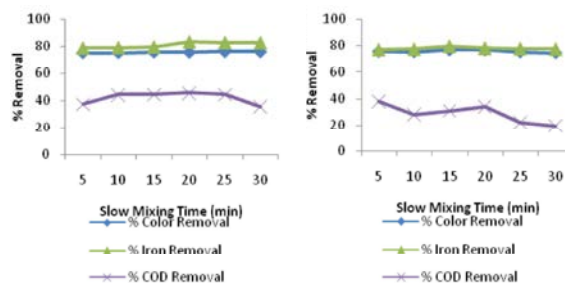 100
80
60
40
20
0
% Removal
5 10 15 20 25 30
Slow Mixing Time (min)
% Color Removal
% Iron Removal
% COD Removal
100
80
60
40
20
0
% Removal
5 10 15 20 25 30
Slow Mixing Time (min)
% Color Removal
% Iron Removal
% COD Removal